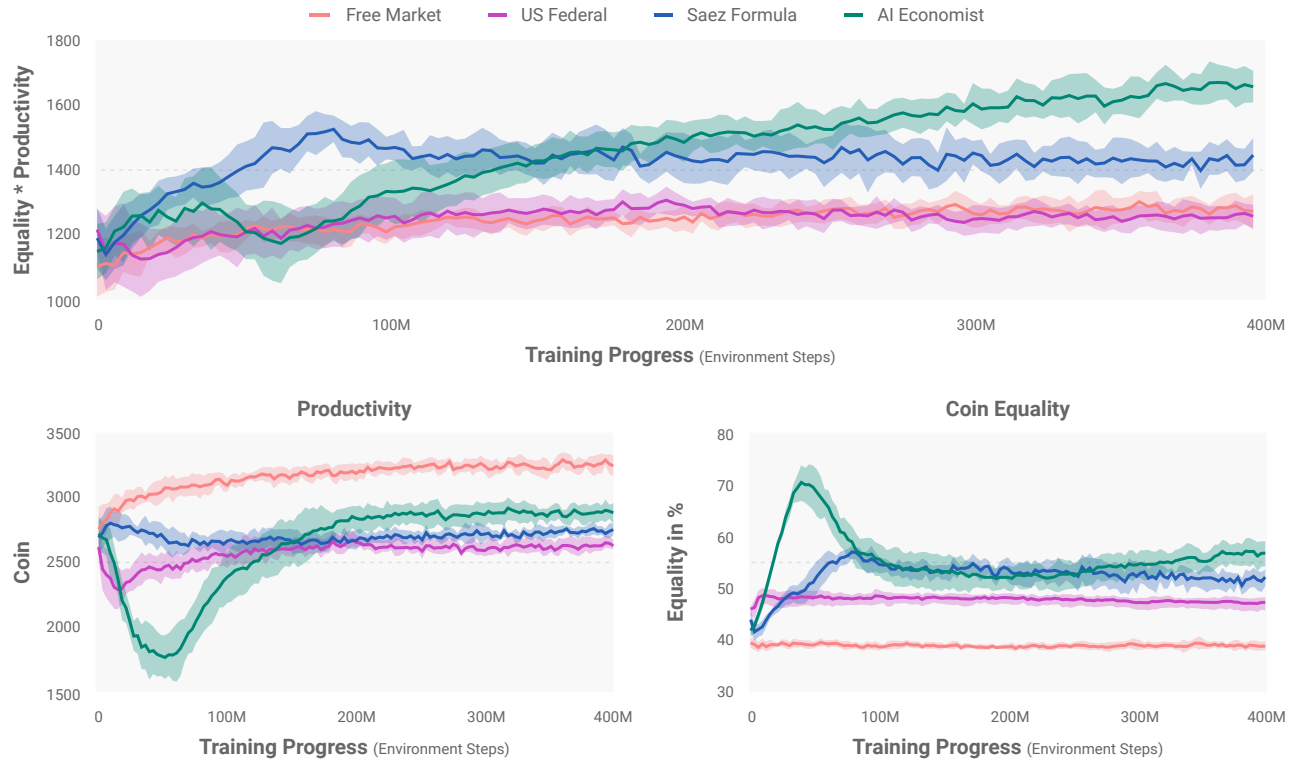 Free Market US Federal Saez Formula AI Economist
Equality * Productivity
1800
1600
1400
1200
1000
0 100M 200M 300M 400M
Training Progress (Environment Steps)
Productivity
Coin
3500
3000
2500
2000
1500
0 100M 200M 300M 400M
Training Progress (Environment Steps)
Coin Equality
Equality in %
80
70
60
50
40
30
0 100M 200M 300M 400M
Training Progress (Environment Steps)